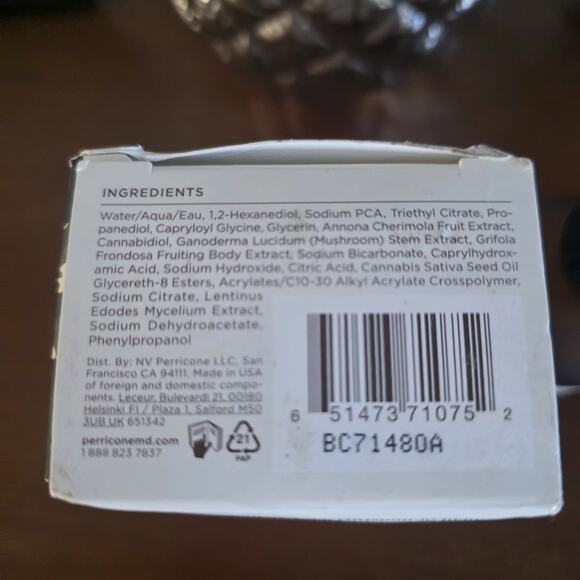 INGREDIENTS
Water/Aqua/Eau, 1,2-Hexanediol, Sodium PCA, Triethyl Citrate, Pro-
panediol, Capryloyl Glycine, Glycerin, Annona Cherimola Fruit Extract,
Cannabidiol, Ganoderma Lucidum (Mushroom) Stem Extract, Grifola
Frondosa Fruiting Body Extract, Sodium Bicarbonate, Caprylhydrox-
amic Acid, Sodium Hydroxide, Citric Acid, Cannabis Sativa Seed Oil
Glycereth-8 Esters, Acrylates/C10-30 Alkyl Acrylate Crosspolymer,
Sodium Citrate, Lentinus
Edodes Mycelium Extract,
Sodium Dehydroacetate,
Phenylpropanol
Dist. By: NV Perricone LLC, San
Francisco CA 94111. Made in USA
of foreign and domestic compo-
nents. Leceur, Bulevardi 21, 00180
Helsinki FI / Plaza 1, Salford M50
3UB UK 651342
perriconemd.com
1 888 823 7837
21
PAP
6 51473 71075 2
BC71480A